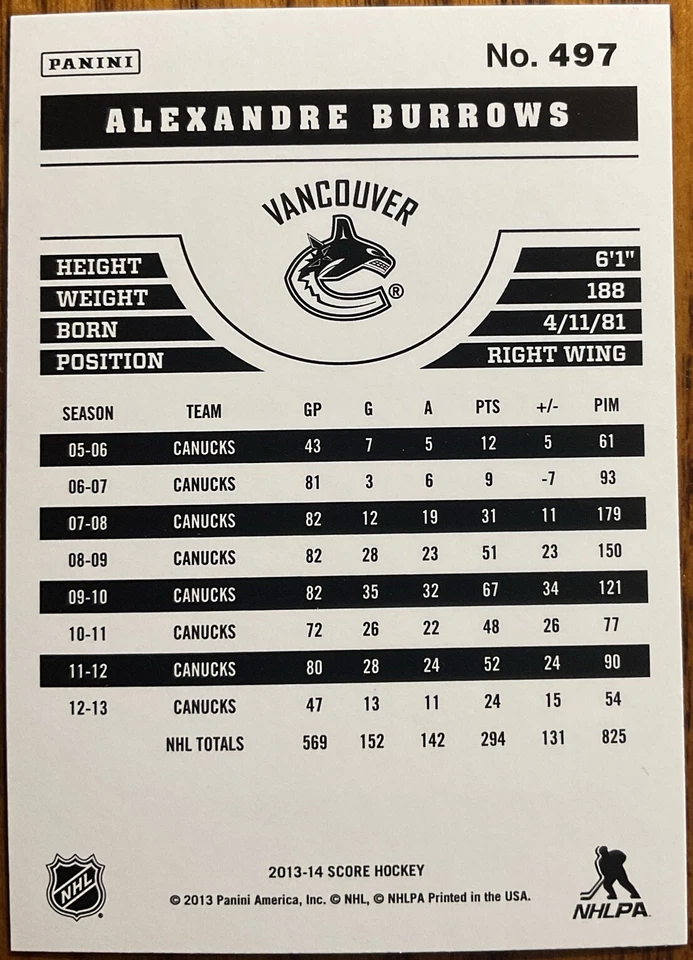 PANINI
No. 497
ALEXANDRE BURROWS
VANCOUVER
®
HEIGHT 6'1"
WEIGHT 188
BORN 4/11/81
POSITION RIGHT WING
SEASON TEAM GP G A PTS +/- PIM
05-06 CANUCKS 43 7 5 12 5 61
06-07 CANUCKS 81 3 6 9 -7 93
07-08 CANUCKS 82 12 19 31 11 179
08-09 CANUCKS 82 28 23 51 23 150
09-10 CANUCKS 82 35 32 67 34 121
10-11 CANUCKS 72 26 22 48 26 77
11-12 CANUCKS 80 28 24 52 24 90
12-13 CANUCKS 47 13 11 24 15 54
NHL TOTALS 569 152 142 294 131 825
NHL
2013-14 SCORE HOCKEY
© 2013 Panini America, Inc. © NHL, © NHLPA Printed in the USA.
NHLPA